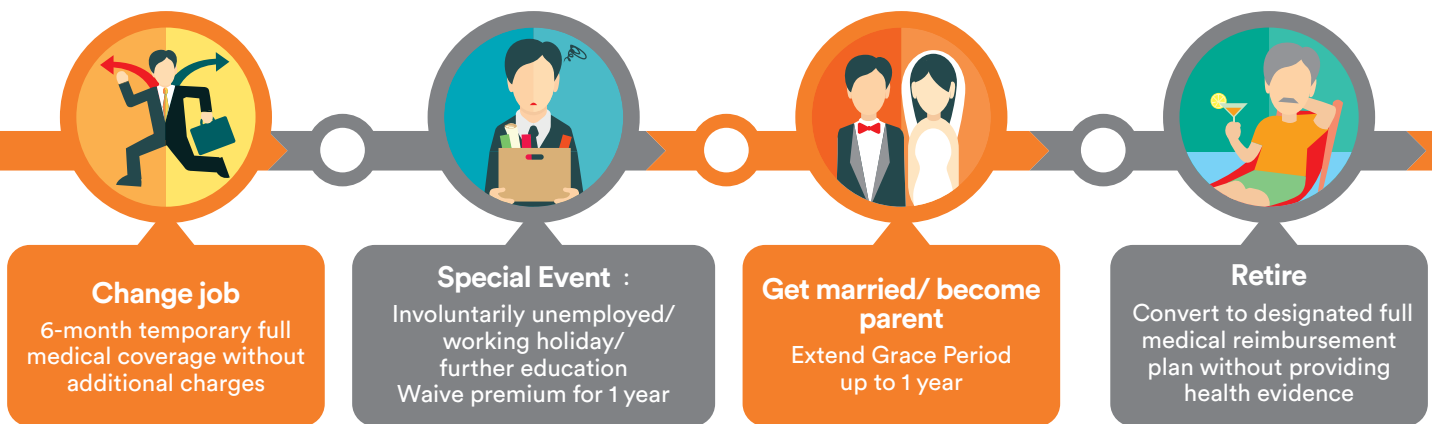 Change job
6-month temporary full
medical coverage without
additional charges
Special Event :
Involuntarily unemployed/
working holiday/
further education
Waive premium for 1 year
Get married/ become
parent
Extend Grace Period
up to 1 year
Retire
Convert to designated full
medical reimbursement
plan without providing
health evidence